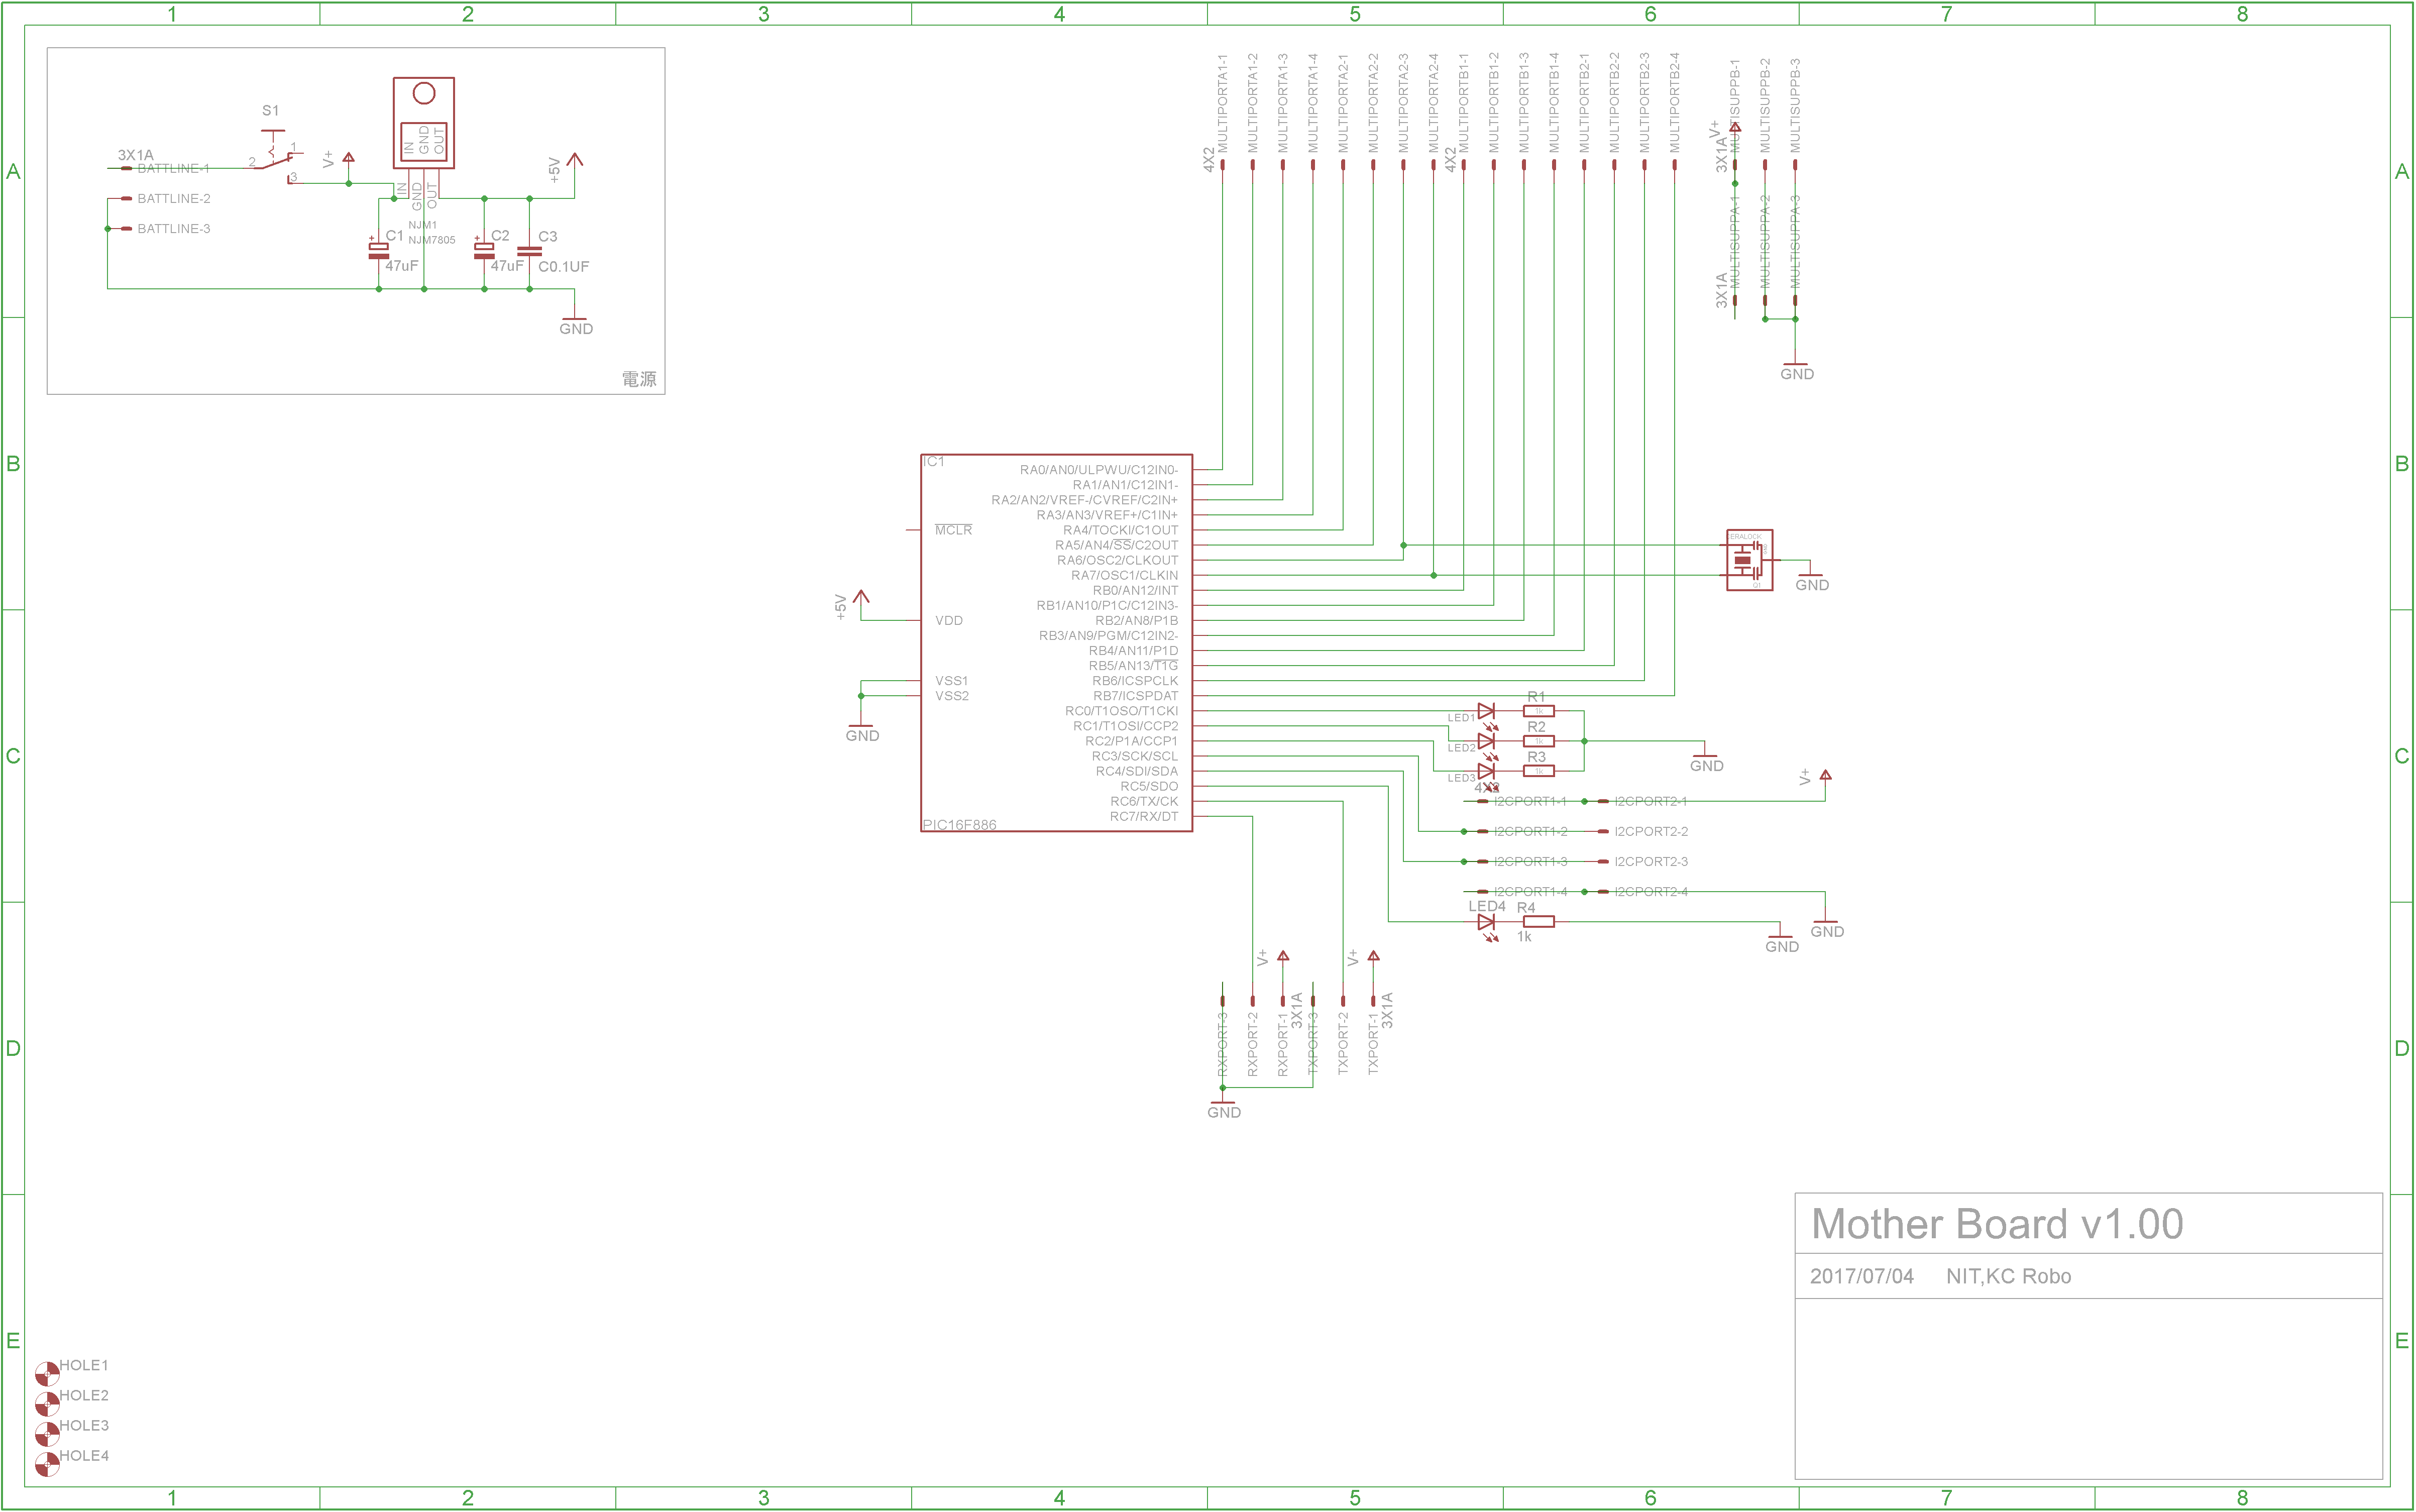 1 2 3 4 5 6 7 8
A
B
C
D
E
A
B
C
D
E
1 2 3 4 5 6 7 8
S1
3X1A
BATTLINE-1
BATTLINE-2
BATTLINE-3
2
1
3
V+
IN
GND
OUT
IN
GND
OUT
NJM1
NJM7805
+5V
C1
47uF
C2
47uF
C3
C0.1UF
GND
電源
4X2
MULTIPORTA1-1
MULTIPORTA1-2
MULTIPORTA1-3
MULTIPORTA1-4
MULTIPORTA2-1
MULTIPORTA2-2
MULTIPORTA2-3
MULTIPORTA2-4
4X2
MULTIPORTB1-1
MULTIPORTB1-2
MULTIPORTB1-3
MULTIPORTB1-4
MULTIPORTB2-1
MULTIPORTB2-2
MULTIPORTB2-3
MULTIPORTB2-4
3X1A
V+
MULTISUPPB-1
MULTISUPPB-2
MULTISUPPB-3
3X1A
MULTISUPPA-1
MULTISUPPA-2
MULTISUPPA-3
GND
IC1
MCLR
+5V
VDD
VSS1
VSS2
GND
PIC16F886
RA0/AN0/ULPWU/C12IN0-
RA1/AN1/C12IN1-
RA2/AN2/VREF-/CVREF/C2IN+
RA3/AN3/VREF+/C1IN+
RA4/TOCKI/C1OUT
RA5/AN4/SS/C2OUT
RA6/OSC2/CLKOUT
RA7/OSC1/CLKIN
RB0/AN12/INT
RB1/AN10/P1C/C12IN3-
RB2/AN8/P1B
RB3/AN9/PGM/C12IN2-
RB4/AN11/P1D
RB5/AN13/T1G
RB6/ICSPCLK
RB7/ICSPDAT
RC0/T1OSO/T1CKI
RC1/T1OSI/CCP2
RC2/P1A/CCP1
RC3/SCK/SCL
RC4/SDI/SDA
RC5/SDO
RC6/TX/CK
RC7/RX/DT
Q1
GND
LED1
R1
1k
LED2
R2
1k
LED3
R3
1k
GND
4X2
V+
I2CPORT1-1
I2CPORT2-1
I2CPORT1-2
I2CPORT2-2
I2CPORT1-3
I2CPORT2-3
I2CPORT1-4
I2CPORT2-4
GND
LED4
R4
1k
GND
V+
V+
RXPORT-3
RXPORT-2
RXPORT-1
3X1A
TXPORT-3
TXPORT-2
TXPORT-1
3X1A
GND
Mother Board v1.00
2017/07/04 NIT,KC Robo
HOLE1
HOLE2
HOLE3
HOLE4